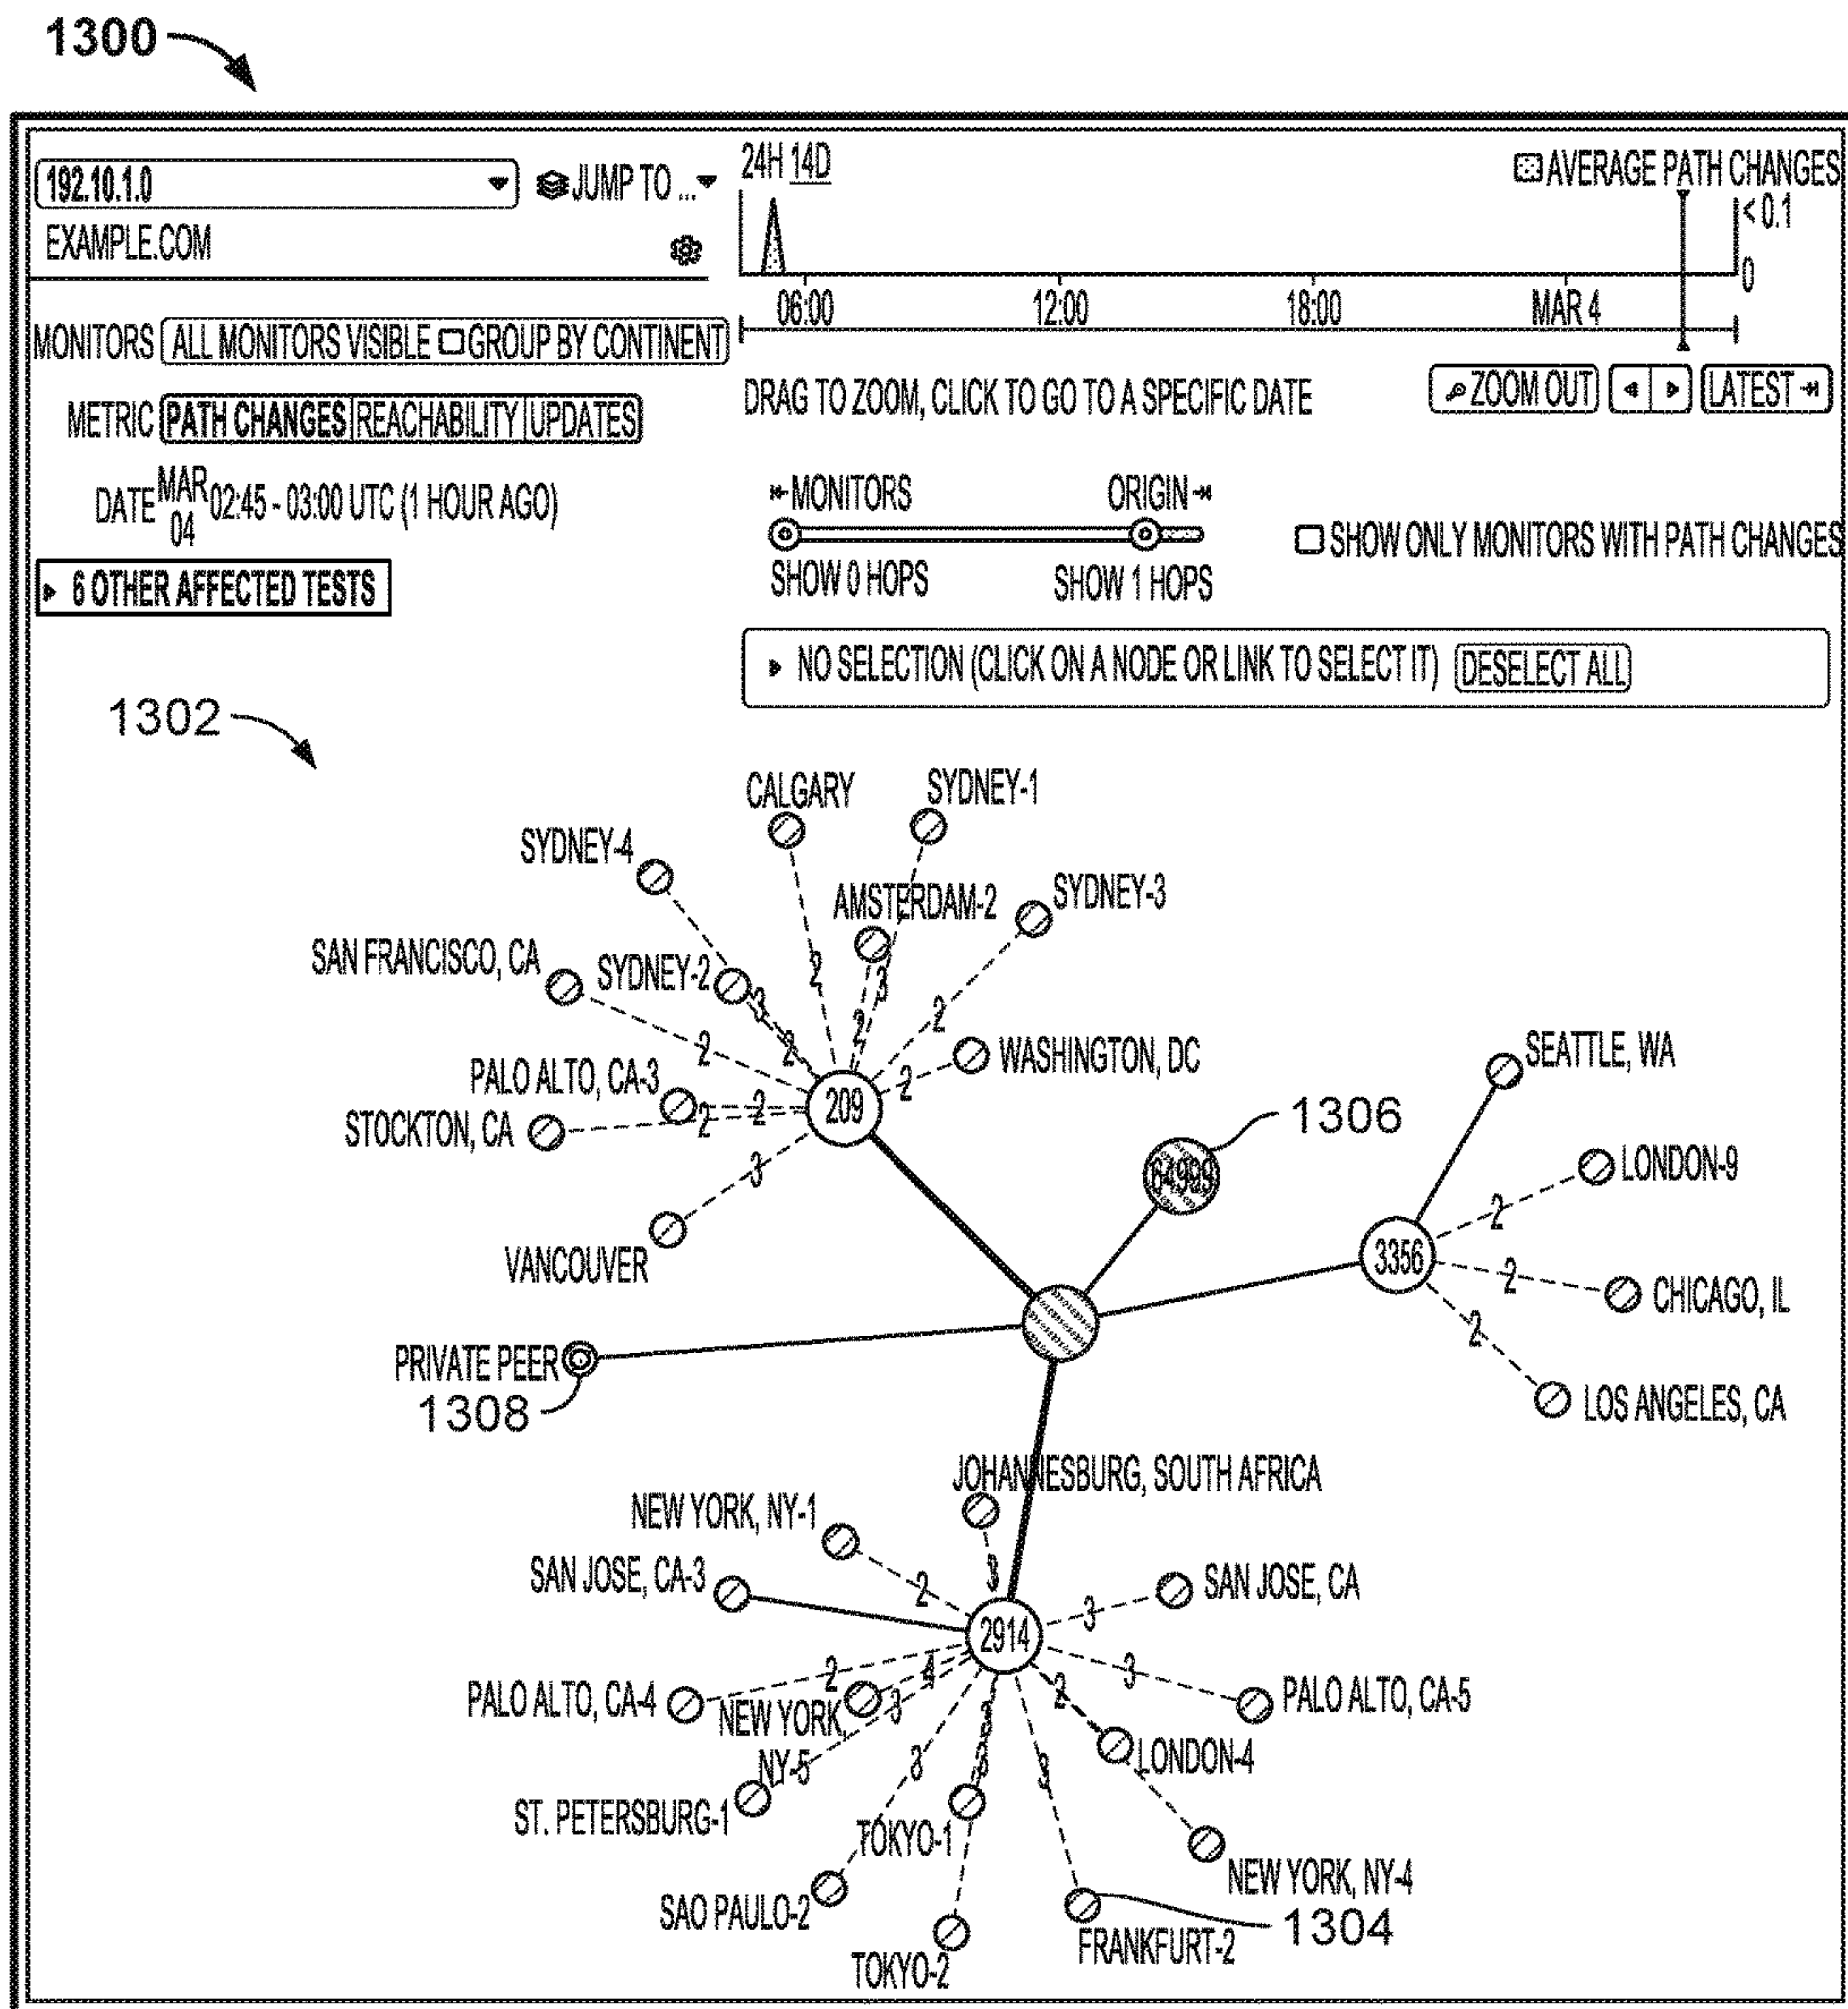 1300
192.10.1.0
JUMP TO ...
EXAMPLE.COM
24H 14D
AVERAGE PATH CHANGES
< 0.1
0
06:00 12:00 18:00 MAR 4
MONITORS ALL MONITORS VISIBLE GROUP BY CONTINENT
METRIC PATH CHANGES REACHABILITY UPDATES
DATE MAR 04 02:45 - 03:00 UTC (1 HOUR AGO)
6 OTHER AFFECTED TESTS
DRAG TO ZOOM, CLICK TO GO TO A SPECIFIC DATE
ZOOM OUT
LATEST
MONITORS ORIGIN
SHOW 0 HOPS SHOW 1 HOPS
SHOW ONLY MONITORS WITH PATH CHANGES
NO SELECTION (CLICK ON A NODE OR LINK TO SELECT IT) DESELECT ALL
1302
CALGARY
SYDNEY-1
SYDNEY-4
AMSTERDAM-2
SYDNEY-3
SAN FRANCISCO, CA
SYDNEY-2
2
3
2
3
2
2
2
WASHINGTON, DC
SEATTLE, WA
2
PALO ALTO, CA-3
2
2
209
STOCKTON, CA
2
1306
64999
3
LONDON-9
2
VANCOUVER
3356
2
CHICAGO, IL
2
PRIVATE PEER
1308
LOS ANGELES, CA
JOHANNESBURG, SOUTH AFRICA
NEW YORK, NY-1
SAN JOSE, CA-3
2
3
SAN JOSE, CA
3
2914
2
4
2
3
PALO ALTO, CA-4
NEW YORK,
NY-5
3
PALO ALTO, CA-5
3
3
3
3
LONDON-4
ST. PETERSBURG-1
TOKYO-1
NEW YORK, NY-4
SAO PAULO-2
1304
FRANKFURT-2
TOKYO-2